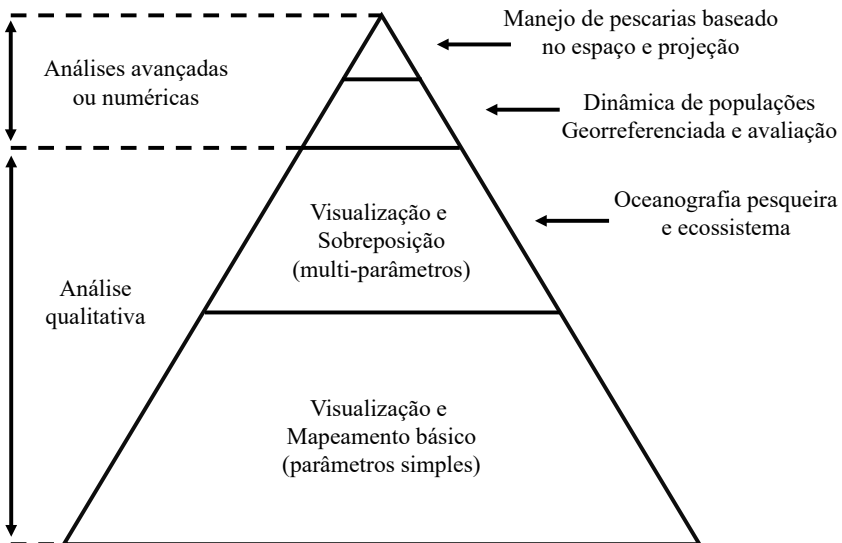 Manejo de pescarias baseado
no espaço e projeção
Análises avançadas
ou numéricas
Dinâmica de populações
Georreferenciada e avaliação
Oceanografia pesqueira
e ecossistema
Visualização e
Sobreposição
(multi-parâmetros)
Análise
qualitativa
Visualização e
Mapeamento básico
(parâmetros simples)